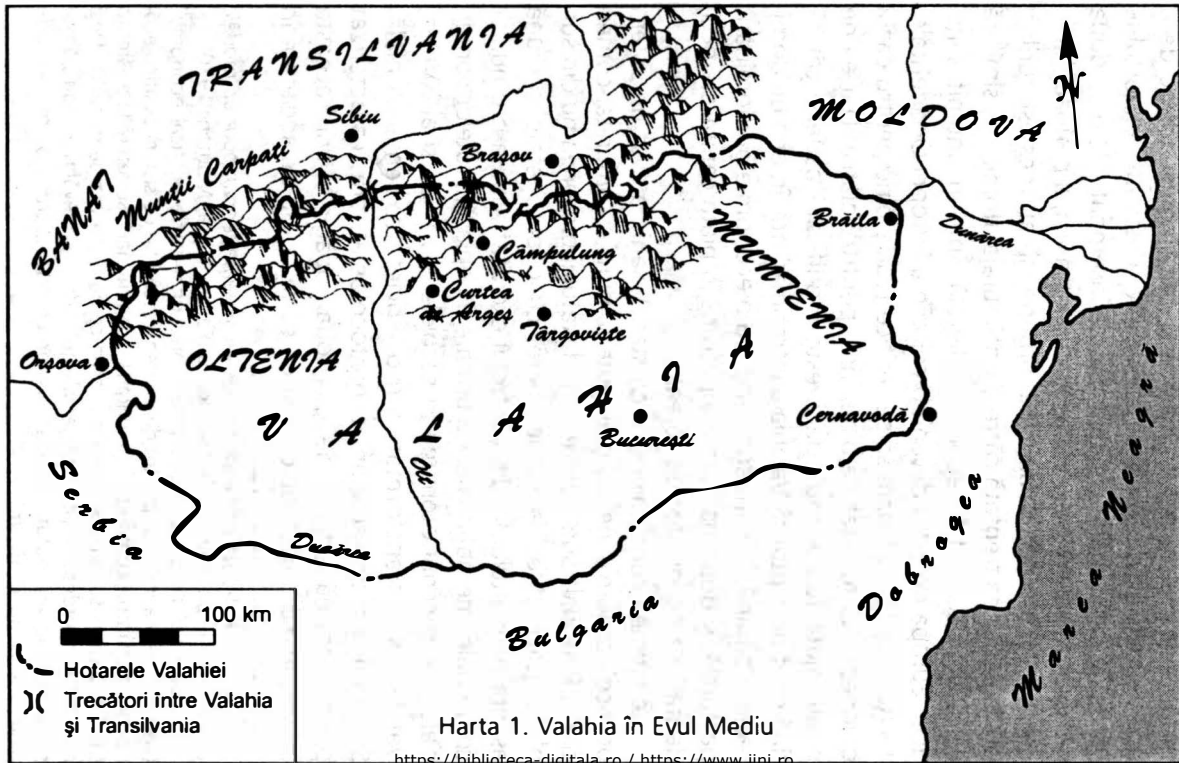 TRANSILVANIA
Sibiu
MOLDOVA
N
Brașov
BANAT
Munții Carpați
Brăila
Dunărea
Câmpulung
MUNTENIA
Curtea
de Argeș
Târgoviște
Orșova
OLTENIA
VALAHIA
București
Cernavodă
Olt
Serbia
Dunărea
Bulgaria
Dobrogea
Marea Neagră
0 100 km
Hotarele Valahiei
Trecători între Valahia
și Transilvania
Harta 1. Valahia în Evul Mediu
https://biblioteca-digitala.ro / https://www.iini.ro